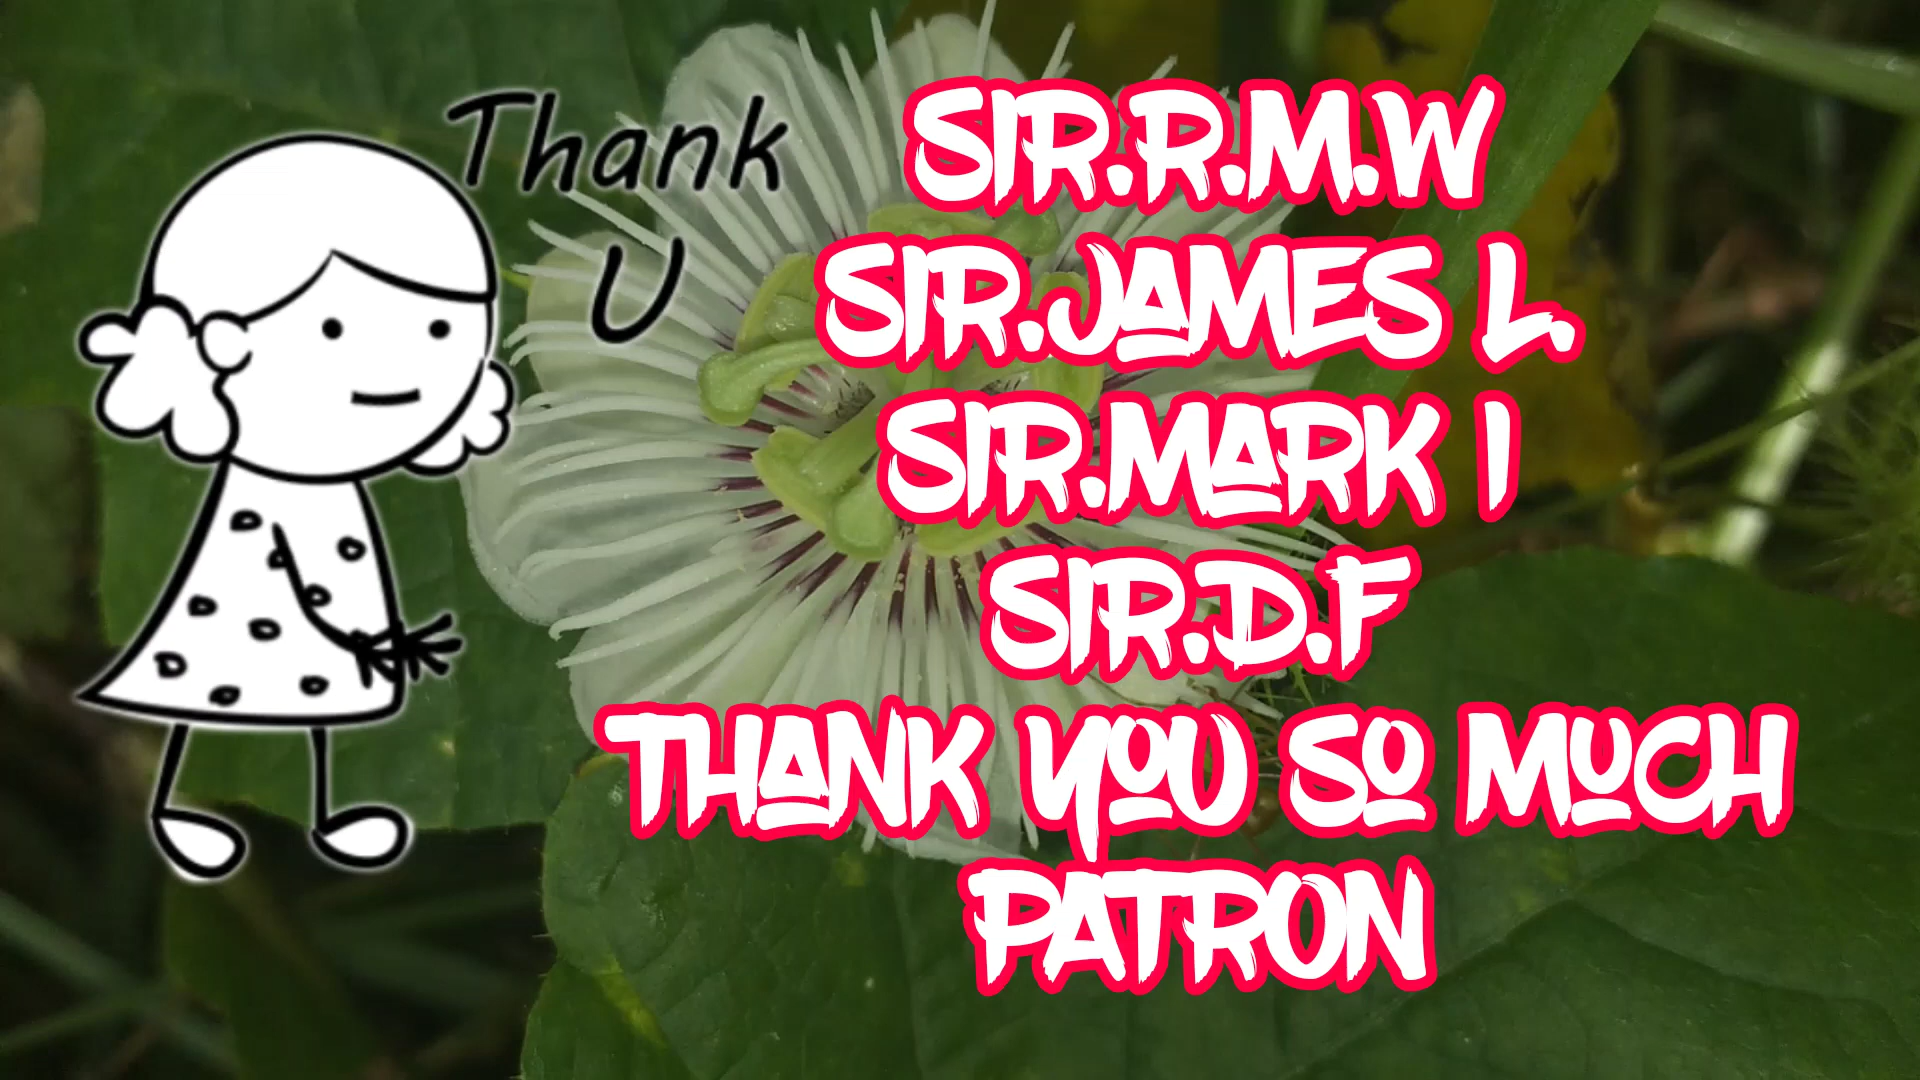 Thank
U
SIR.R.M.W
SIR.JAMES L.
SIR.MARK I
SIR.D.F
THANK YOU SO MUCH
PATRON